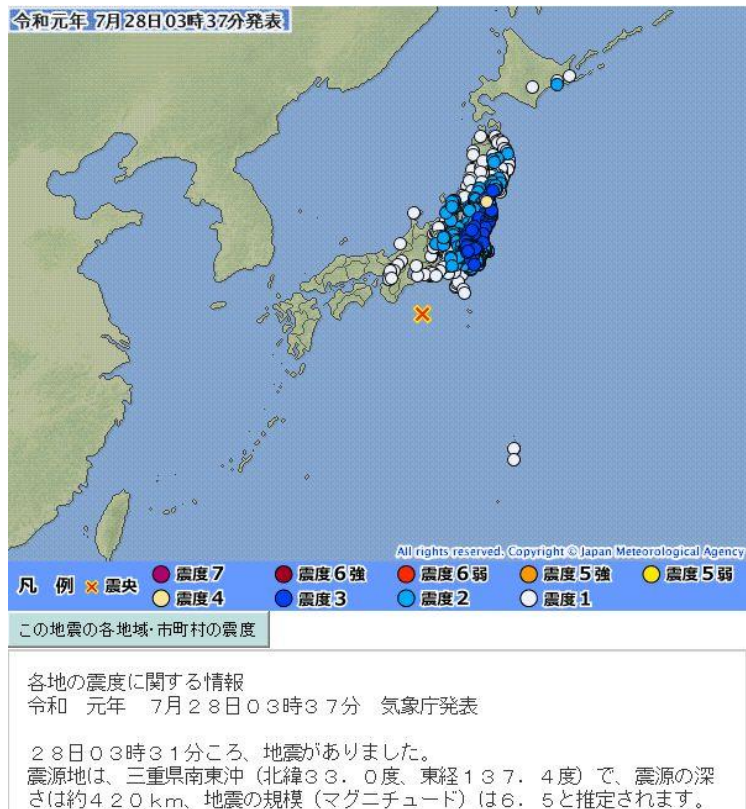 令和元年 7月28日03時37分発表
All rights reserved. Copyright © Japan Meteorological Agency
凡 例 × 震央 震度7 震度6強 震度6弱 震度5強 震度5弱
震度4 震度3 震度2 震度1
この地震の各地域・市町村の震度
各地の震度に関する情報
令和 元年 7月28日03時37分 気象庁発表
28日03時31分ころ、地震がありました。
震源地は、三重県南東沖（北緯33．0度、東経137．4度）で、震源の深
さは約420km、地震の規模（マグニチュード）は6．5と推定されます。